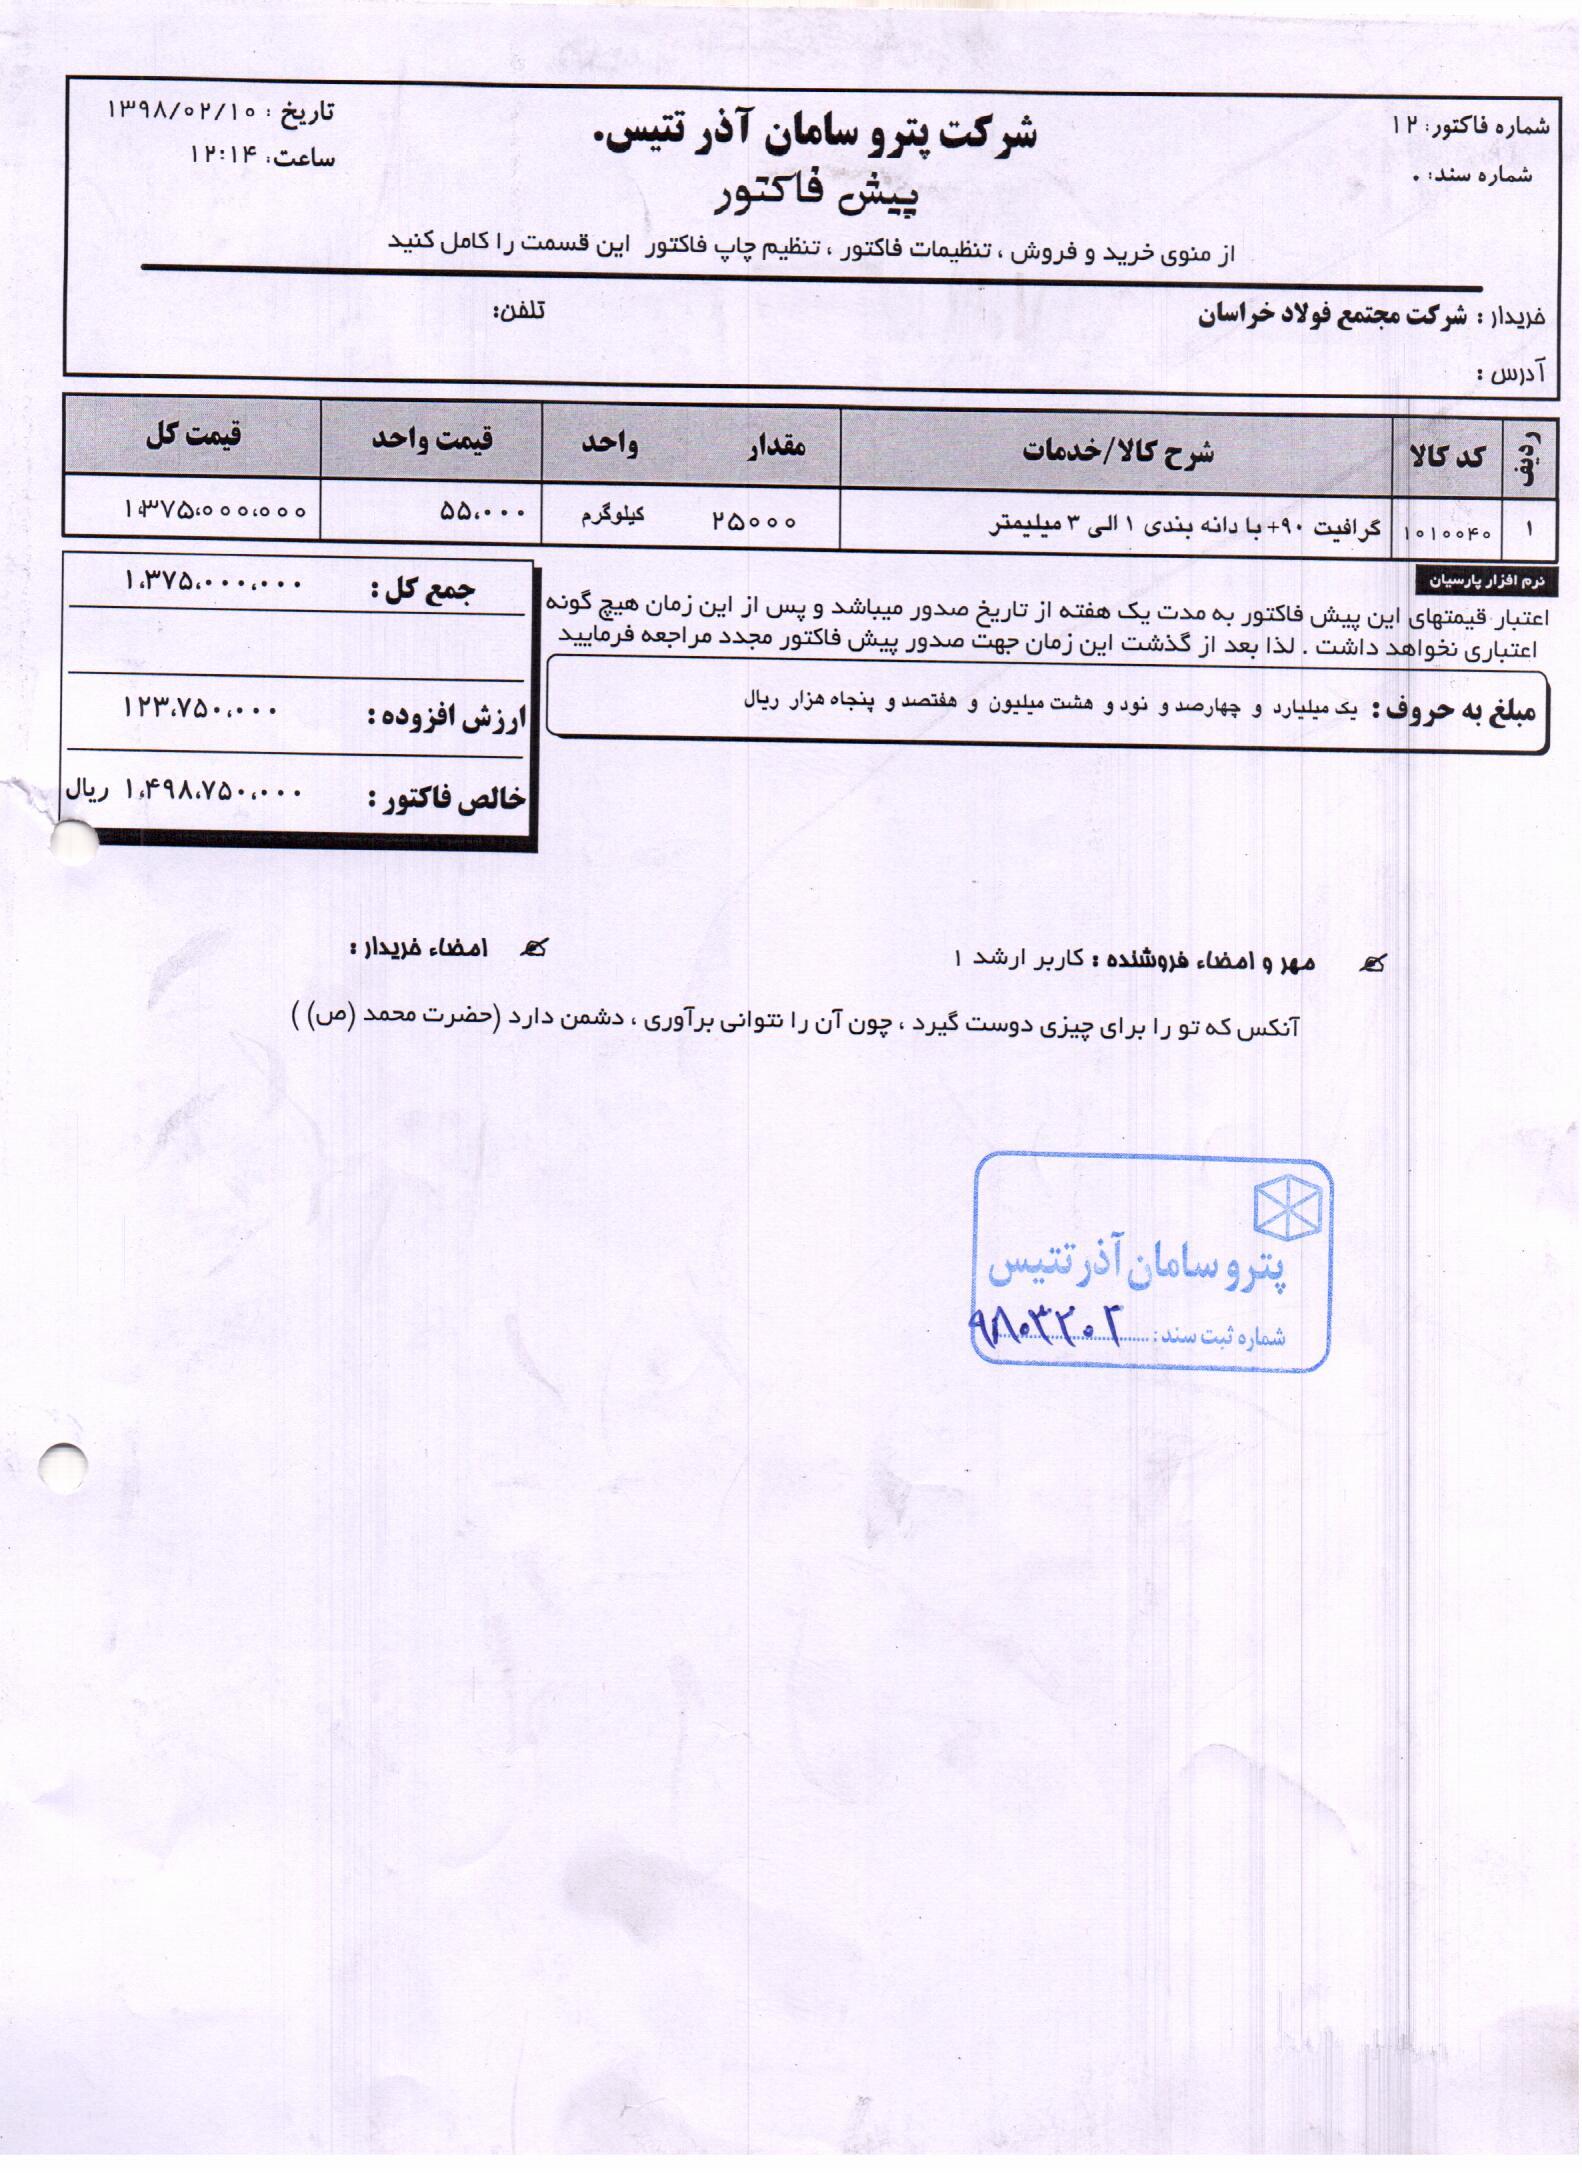 شماره فاکتور: ۱۲
شرکت پترو سامان آذر تتیس.
تاریخ : ۱۳۹۸/۰۲/۱۰
شماره سند: ۰
پیش فاکتور
ساعت: ۱۲:۱۴
از منوی خرید و فروش ، تنظیمات فاکتور ، تنظیم چاپ فاکتور این قسمت را کامل کنید
خریدار : شرکت مجتمع فولاد خراسان
تلفن:
آدرس :
ردیف کد کالا شرح کالا/خدمات مقدار واحد قیمت واحد قیمت کل
۱ ۱۰۱۰۰۴۰ گرافیت ۹۰+ با دانه بندی ۱ الی ۳ میلیمتر ۲۵۰۰۰ کیلوگرم ۵۵،۰۰۰ ۱،۳۷۵،۰۰۰،۰۰۰
نرم افزار پارسیان
اعتبار قیمتهای این پیش فاکتور به مدت یک هفته از تاریخ صدور میباشد و پس از این زمان هیچ گونه
اعتباری نخواهد داشت . لذا بعد از گذشت این زمان جهت صدور پیش فاکتور مجدد مراجعه فرمایید
مبلغ به حروف : یک میلیارد و چهارصد و نود و هشت میلیون و هفتصد و پنجاه هزار ریال
جمع کل : ۱،۳۷۵،۰۰۰،۰۰۰
ارزش افزوده : ۱۲۳،۷۵۰،۰۰۰
خالص فاکتور : ۱،۴۹۸،۷۵۰،۰۰۰ ریال
مهر و امضاء فروشنده : کاربر ارشد ۱
امضاء خریدار :
آنکس که تو را برای چیزی دوست گیرد ، چون آن را نتوانی برآوری ، دشمن دارد (حضرت محمد (ص) )
پترو سامان آذر تتیس
شماره ثبت سند: ۹۸۰۳۲۰۲